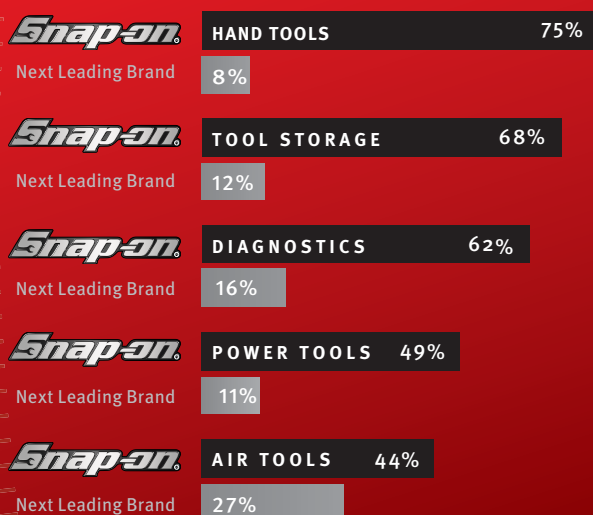 Snap-on
HAND TOOLS 75%
Next Leading Brand 8%
Snap-on
TOOL STORAGE 68%
Next Leading Brand 12%
Snap-on
DIAGNOSTICS 62%
Next Leading Brand 16%
Snap-on
POWER TOOLS 49%
Next Leading Brand 11%
Snap-on
AIR TOOLS 44%
Next Leading Brand 27%